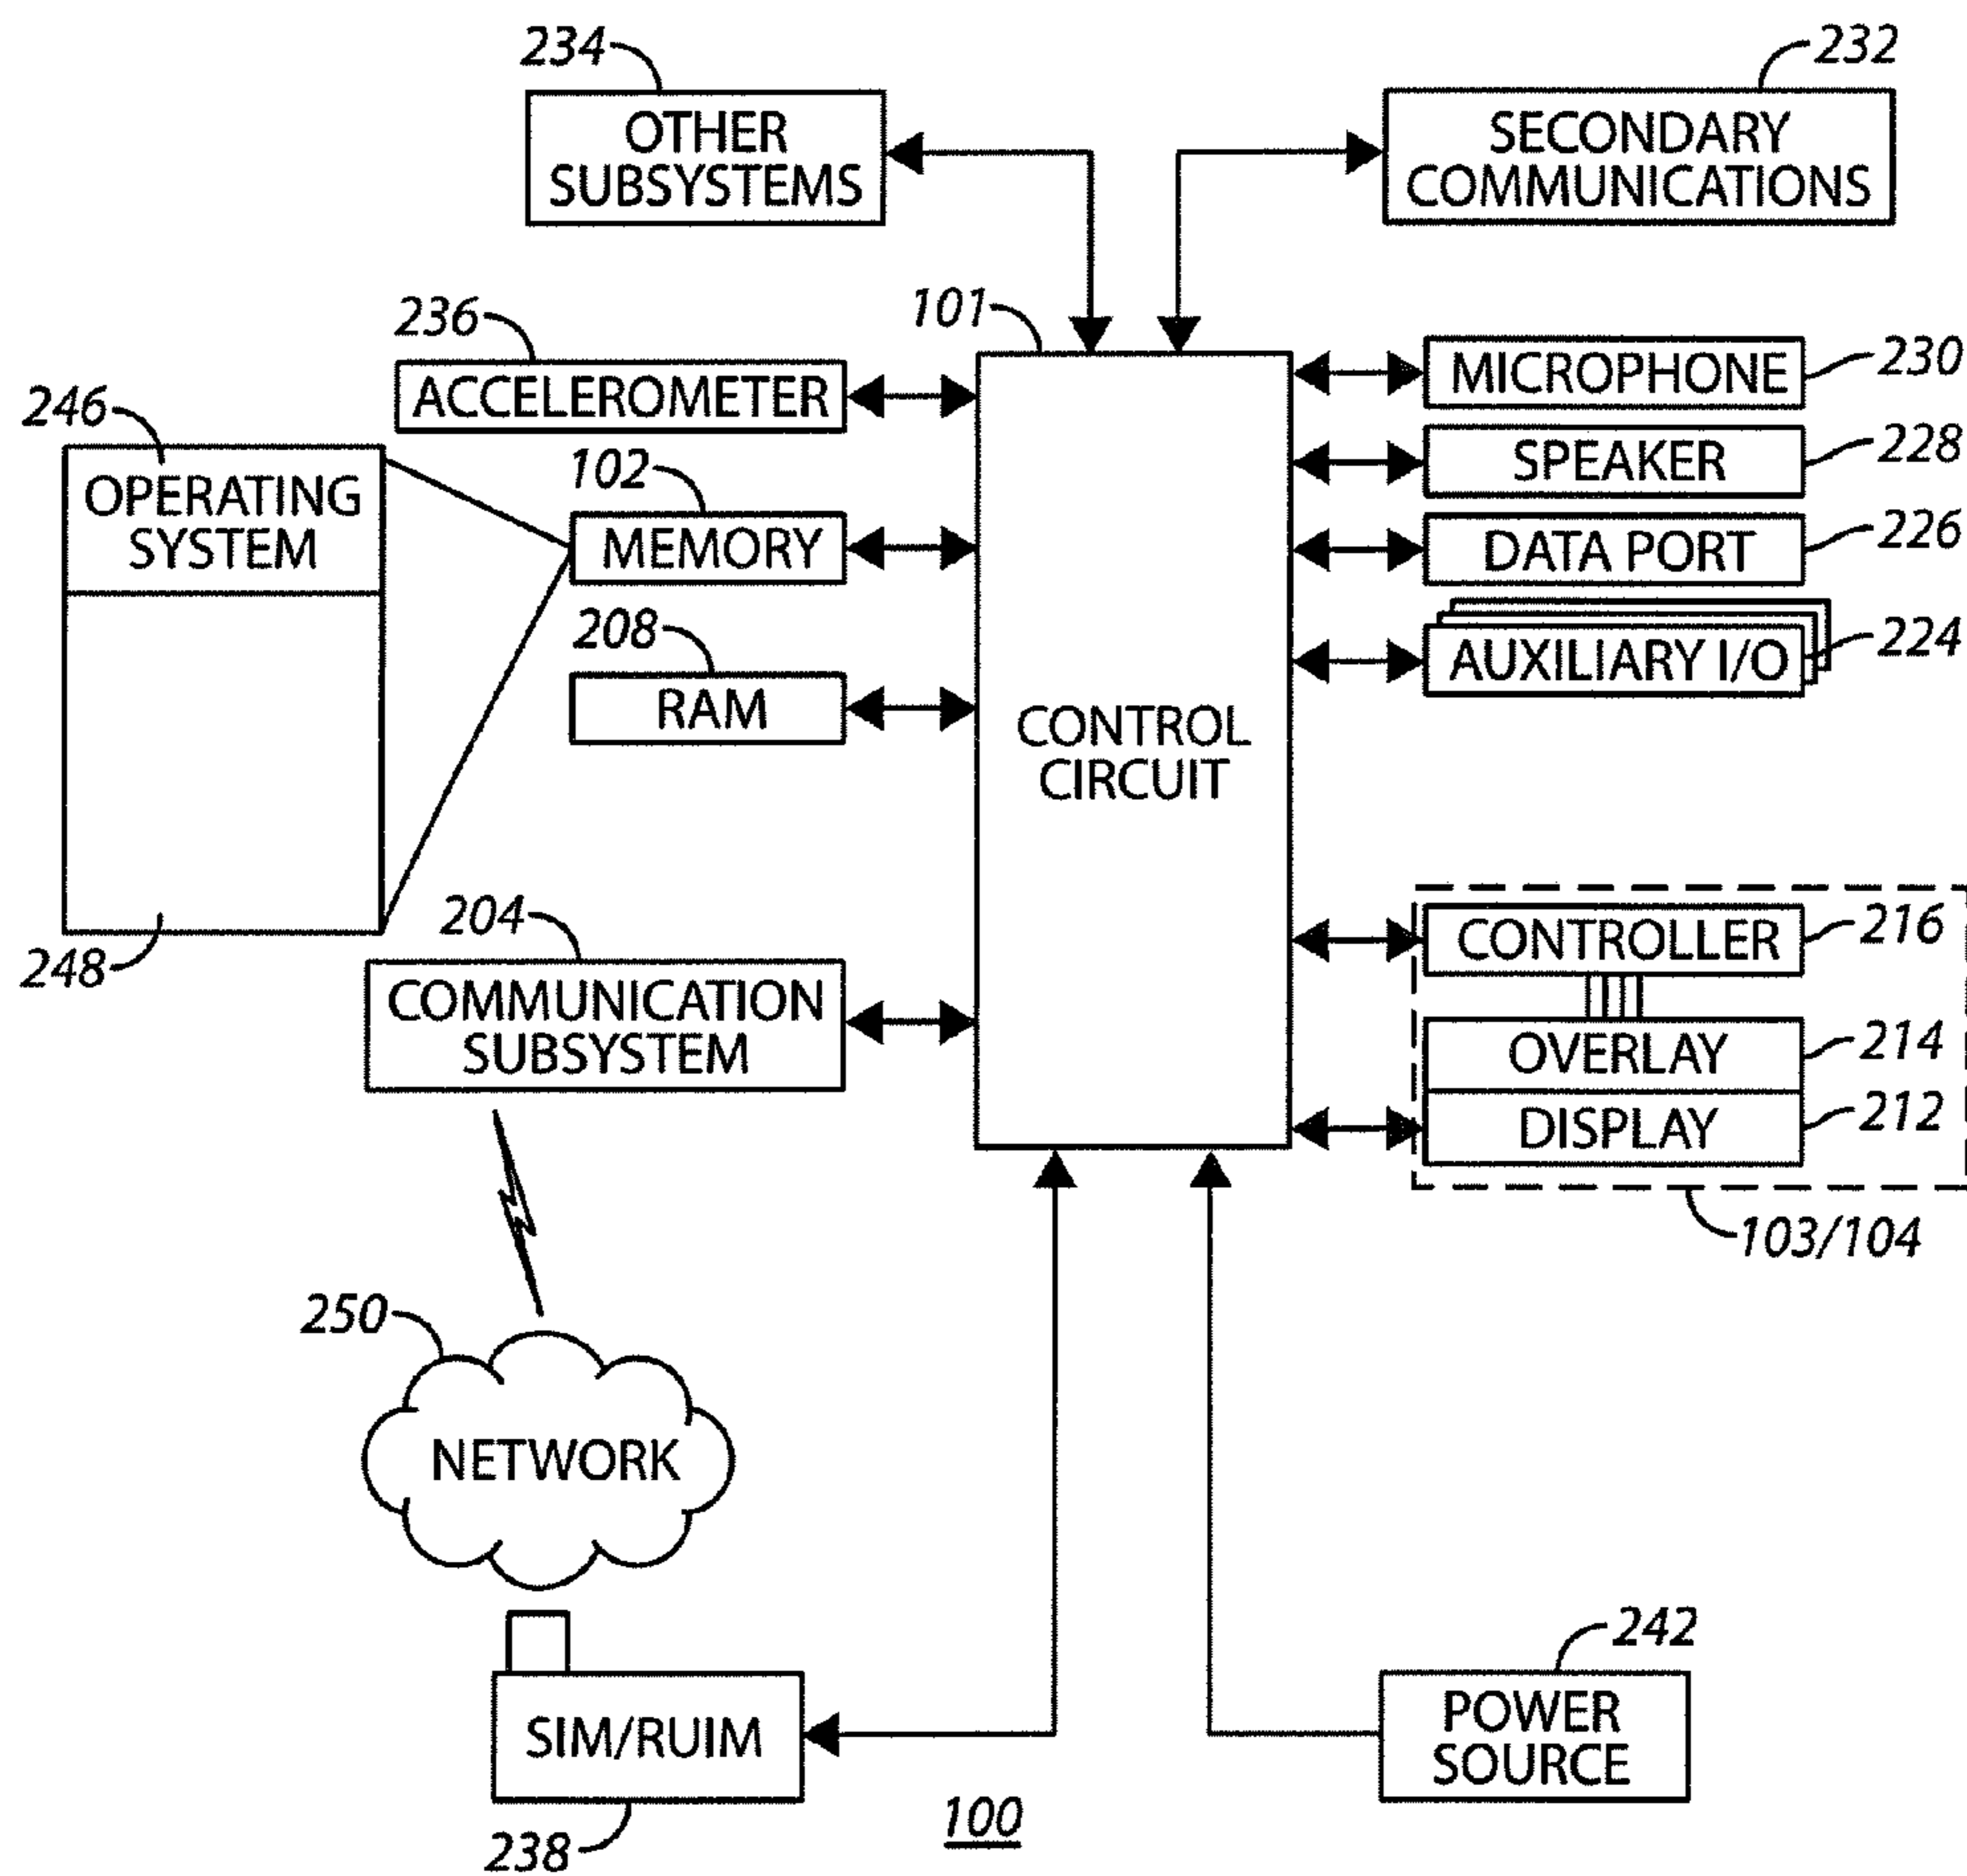 234
OTHER
SUBSYSTEMS
232
SECONDARY
COMMUNICATIONS
236
ACCELEROMETER
101
MICROPHONE
230
246
OPERATING
SYSTEM
102
MEMORY
SPEAKER
228
DATA PORT
226
208
RAM
AUXILIARY I/O
224
CONTROL
CIRCUIT
248
204
COMMUNICATION
SUBSYSTEM
CONTROLLER
216
OVERLAY
214
DISPLAY
212
103/104
250
NETWORK
SIM/RUIM
238
242
POWER
SOURCE
100